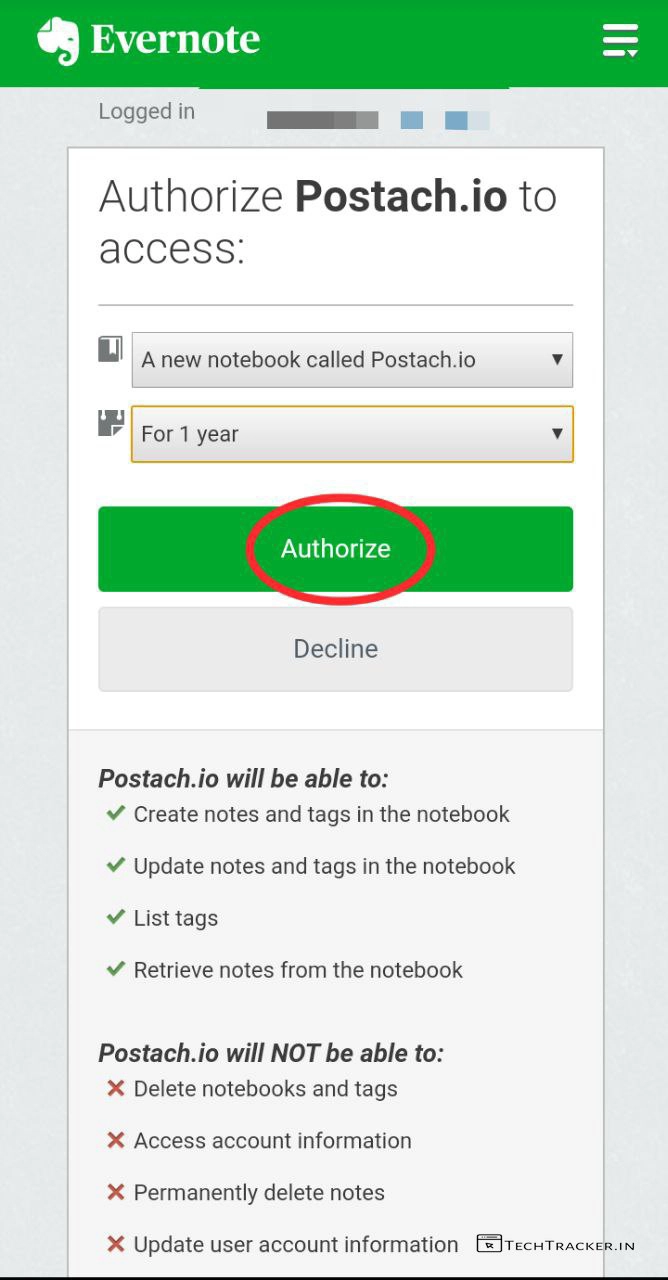 Evernote
Logged in
Authorize Postach.io to
access:
A new notebook called Postach.io
For 1 year
Authorize
Decline
Postach.io will be able to:
Create notes and tags in the notebook
Update notes and tags in the notebook
List tags
Retrieve notes from the notebook
Postach.io will NOT be able to:
Delete notebooks and tags
Access account information
Permanently delete notes
Update user account information
TECHTRACKER.IN